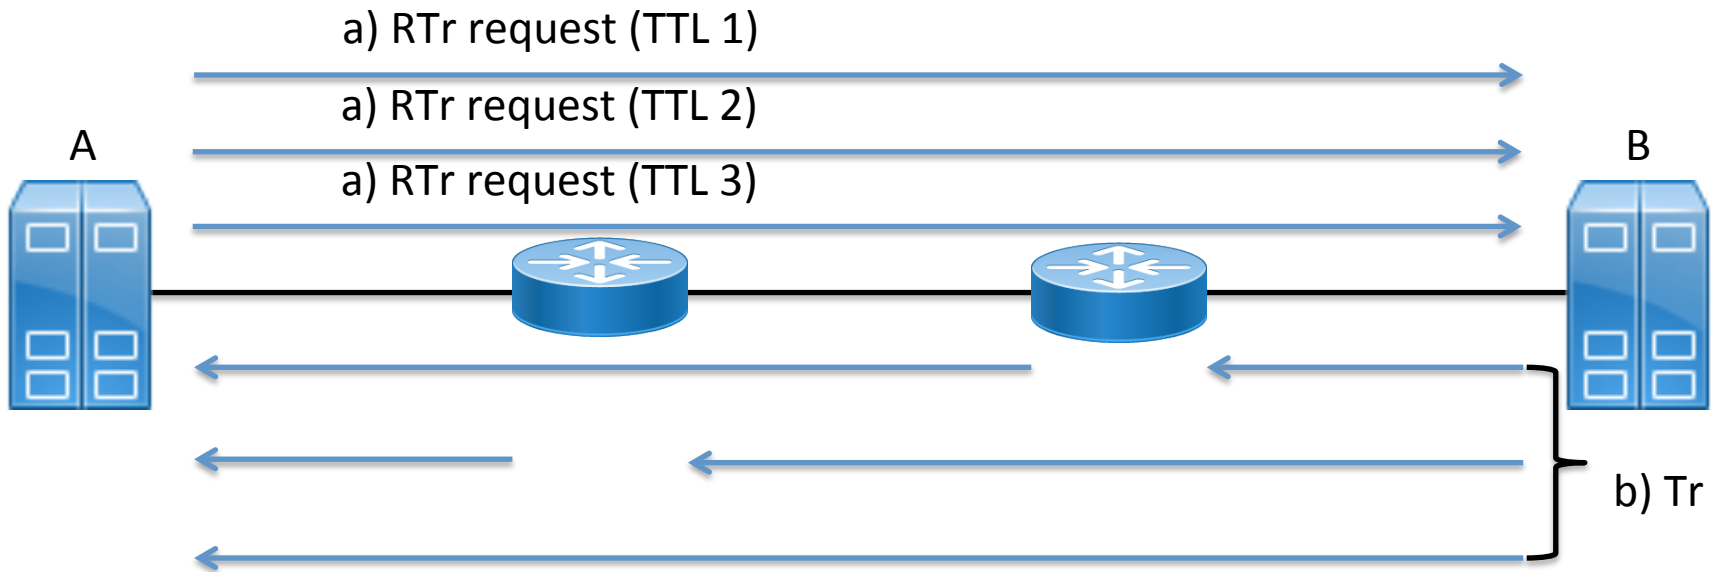 a) RTr request (TTL 1)
a) RTr request (TTL 2)
A
B
a) RTr request (TTL 3)
b) Tr